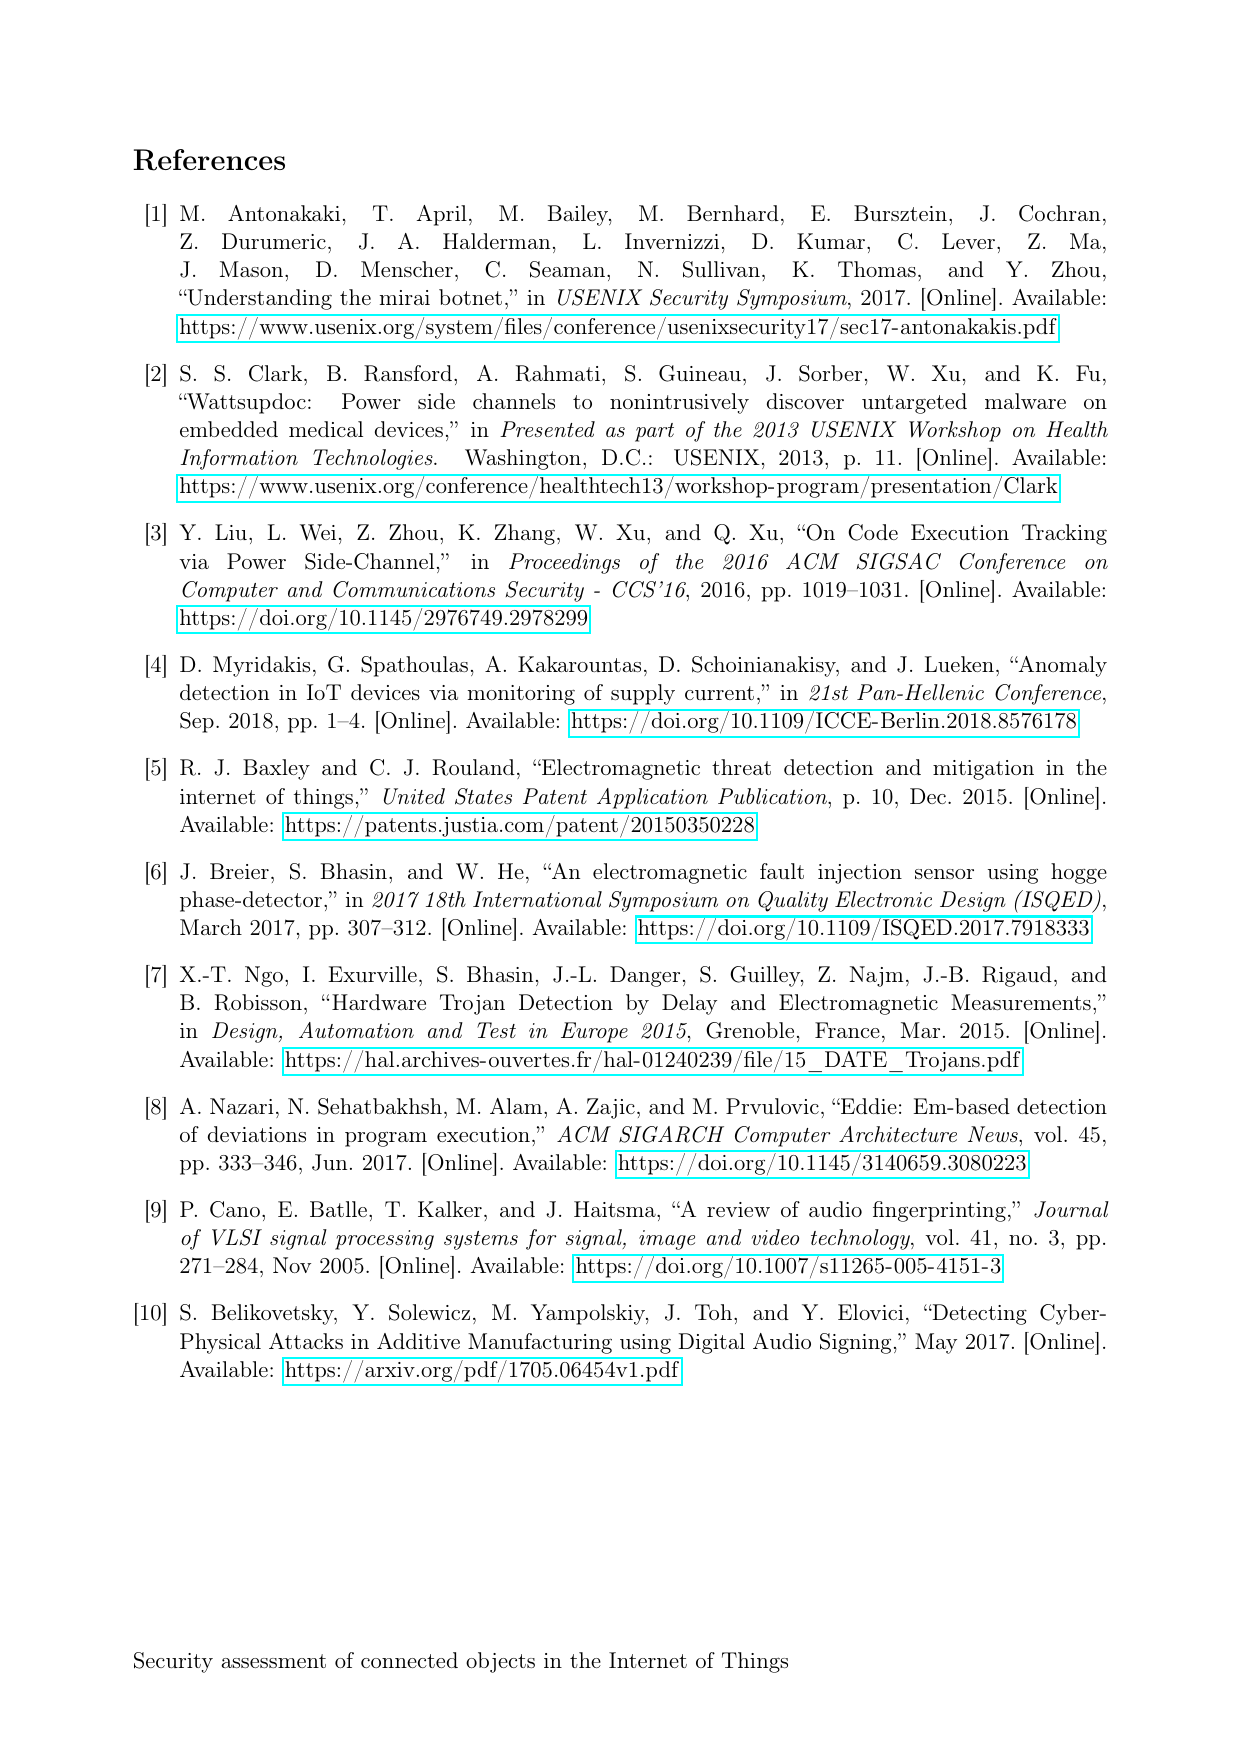 References
[1] M. Antonakaki, T. April, M. Bailey, M. Bernhard, E. Bursztein, J. Cochran,
Z. Durumeric, J. A. Halderman, L. Invernizzi, D. Kumar, C. Lever, Z. Ma,
J. Mason, D. Menscher, C. Seaman, N. Sullivan, K. Thomas, and Y. Zhou,
“Understanding the mirai botnet,” in USENIX Security Symposium, 2017. [Online]. Available:
https://www.usenix.org/system/files/conference/usenixsecurity17/sec17-antonakakis.pdf
[2] S. S. Clark, B. Ransford, A. Rahmati, S. Guineau, J. Sorber, W. Xu, and K. Fu,
“Wattsupdoc: Power side channels to nonintrusively discover untargeted malware on
embedded medical devices,” in Presented as part of the 2013 USENIX Workshop on Health
Information Technologies. Washington, D.C.: USENIX, 2013, p. 11. [Online]. Available:
https://www.usenix.org/conference/healthtech13/workshop-program/presentation/Clark
[3] Y. Liu, L. Wei, Z. Zhou, K. Zhang, W. Xu, and Q. Xu, “On Code Execution Tracking
via Power Side-Channel,” in Proceedings of the 2016 ACM SIGSAC Conference on
Computer and Communications Security - CCS’16, 2016, pp. 1019–1031. [Online]. Available:
https://doi.org/10.1145/2976749.2978299
[4] D. Myridakis, G. Spathoulas, A. Kakarountas, D. Schoinianakisy, and J. Lueken, “Anomaly
detection in IoT devices via monitoring of supply current,” in 21st Pan-Hellenic Conference,
Sep. 2018, pp. 1–4. [Online]. Available: https://doi.org/10.1109/ICCE-Berlin.2018.8576178
[5] R. J. Baxley and C. J. Rouland, “Electromagnetic threat detection and mitigation in the
internet of things,” United States Patent Application Publication, p. 10, Dec. 2015. [Online].
Available: https://patents.justia.com/patent/20150350228
[6] J. Breier, S. Bhasin, and W. He, “An electromagnetic fault injection sensor using hogge
phase-detector,” in 2017 18th International Symposium on Quality Electronic Design (ISQED),
March 2017, pp. 307–312. [Online]. Available: https://doi.org/10.1109/ISQED.2017.7918333
[7] X.-T. Ngo, I. Exurville, S. Bhasin, J.-L. Danger, S. Guilley, Z. Najm, J.-B. Rigaud, and
B. Robisson, “Hardware Trojan Detection by Delay and Electromagnetic Measurements,”
in Design, Automation and Test in Europe 2015, Grenoble, France, Mar. 2015. [Online].
Available: https://hal.archives-ouvertes.fr/hal-01240239/file/15_DATE_Trojans.pdf
[8] A. Nazari, N. Sehatbakhsh, M. Alam, A. Zajic, and M. Prvulovic, “Eddie: Em-based detection
of deviations in program execution,” ACM SIGARCH Computer Architecture News, vol. 45,
pp. 333–346, Jun. 2017. [Online]. Available: https://doi.org/10.1145/3140659.3080223
[9] P. Cano, E. Batlle, T. Kalker, and J. Haitsma, “A review of audio fingerprinting,” Journal
of VLSI signal processing systems for signal, image and video technology, vol. 41, no. 3, pp.
271–284, Nov 2005. [Online]. Available: https://doi.org/10.1007/s11265-005-4151-3
[10] S. Belikovetsky, Y. Solewicz, M. Yampolskiy, J. Toh, and Y. Elovici, “Detecting Cyber-
Physical Attacks in Additive Manufacturing using Digital Audio Signing,” May 2017. [Online].
Available: https://arxiv.org/pdf/1705.06454v1.pdf
Security assessment of connected objects in the Internet of Things